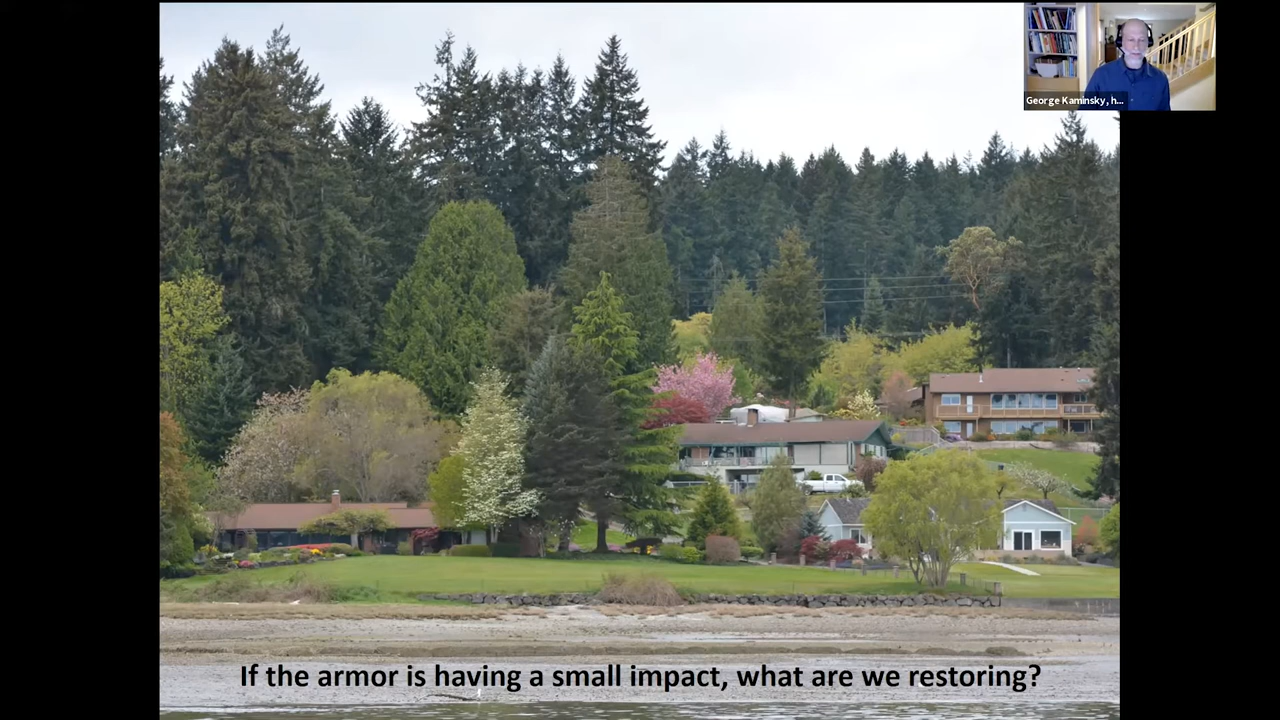 George Kaminsky, h...
If the armor is having a small impact, what are we restoring?